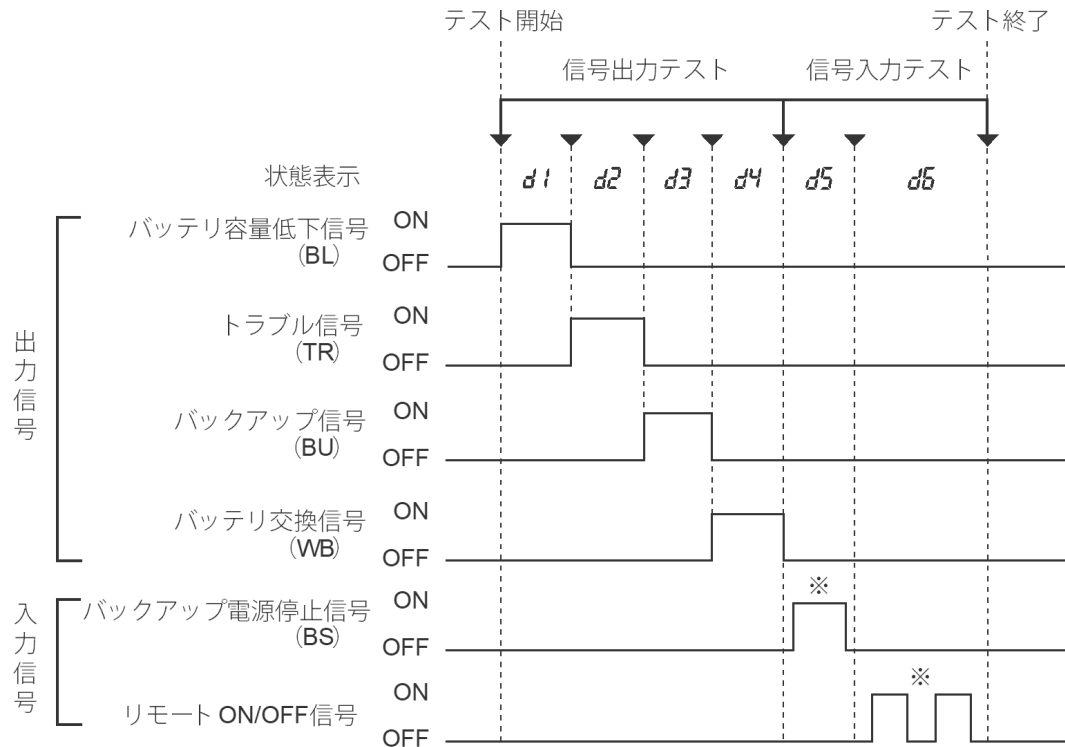 テスト開始 テスト終了
信号出力テスト 信号入力テスト
状態表示 d1 d2 d3 d4 d5 d6
出力信号
バッテリ容量低下信号 ON
(BL) OFF
トラブル信号 ON
(TR) OFF
バックアップ信号 ON
(BU) OFF
バッテリ交換信号 ON
(WB) OFF
入力信号
バックアップ電源停止信号 ON ※
(BS) OFF
リモート ON/OFF信号 ON ※
OFF